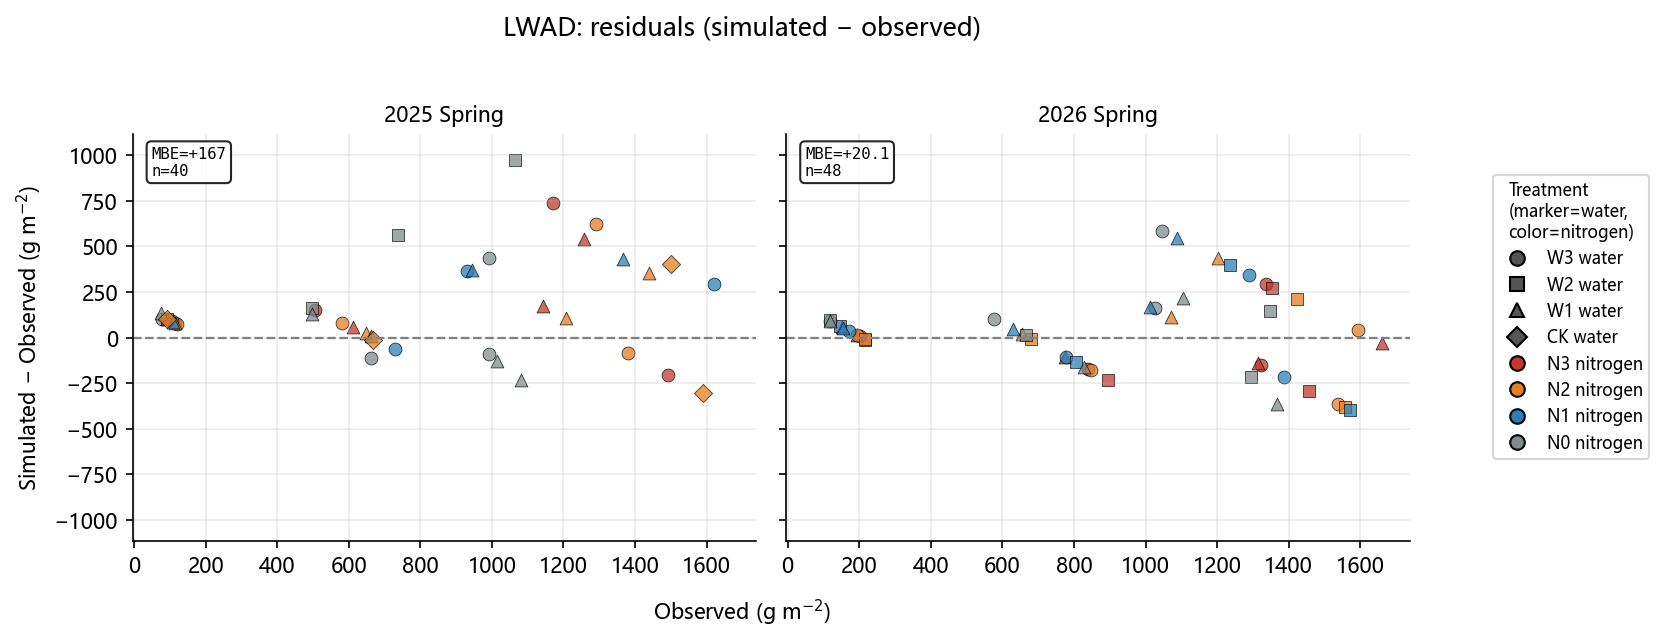 LWAD: residuals (simulated − observed)
2025 Spring
2026 Spring
MBE=+167
n=40
MBE=+20.1
n=48
Simulated − Observed (g m⁻²)
1000
750
500
250
0
−250
−500
−750
−1000
0 200 400 600 800 1000 1200 1400 1600
0 200 400 600 800 1000 1200 1400 1600
Observed (g m⁻²)
Treatment
(marker=water,
color=nitrogen)
W3 water
W2 water
W1 water
CK water
N3 nitrogen
N2 nitrogen
N1 nitrogen
N0 nitrogen